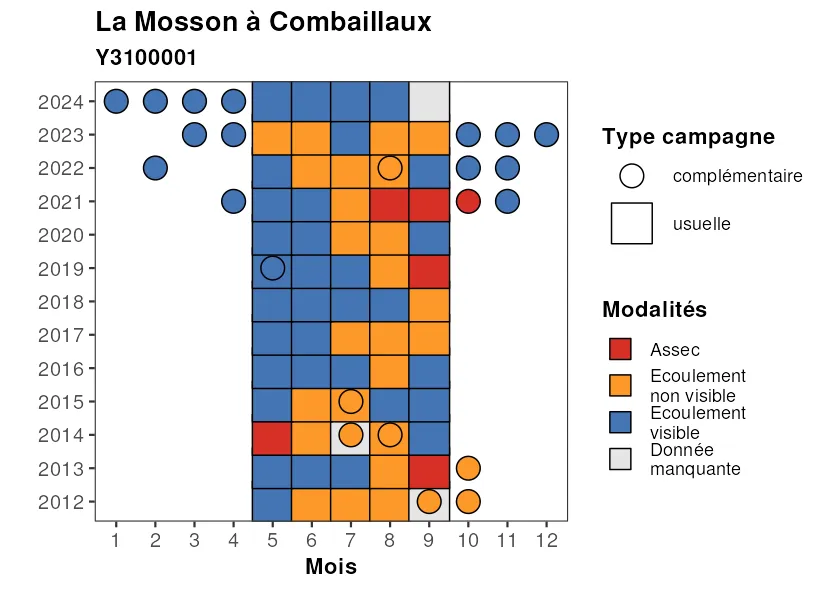 La Mosson à Combaillaux
Y3100001
2024
2023
2022
2021
2020
2019
2018
2017
2016
2015
2014
2013
2012
1 2 3 4 5 6 7 8 9 10 11 12
Mois
Type campagne
complémentaire
usuelle
Modalités
Assec
Ecoulement
non visible
Ecoulement
visible
Donnée
manquante